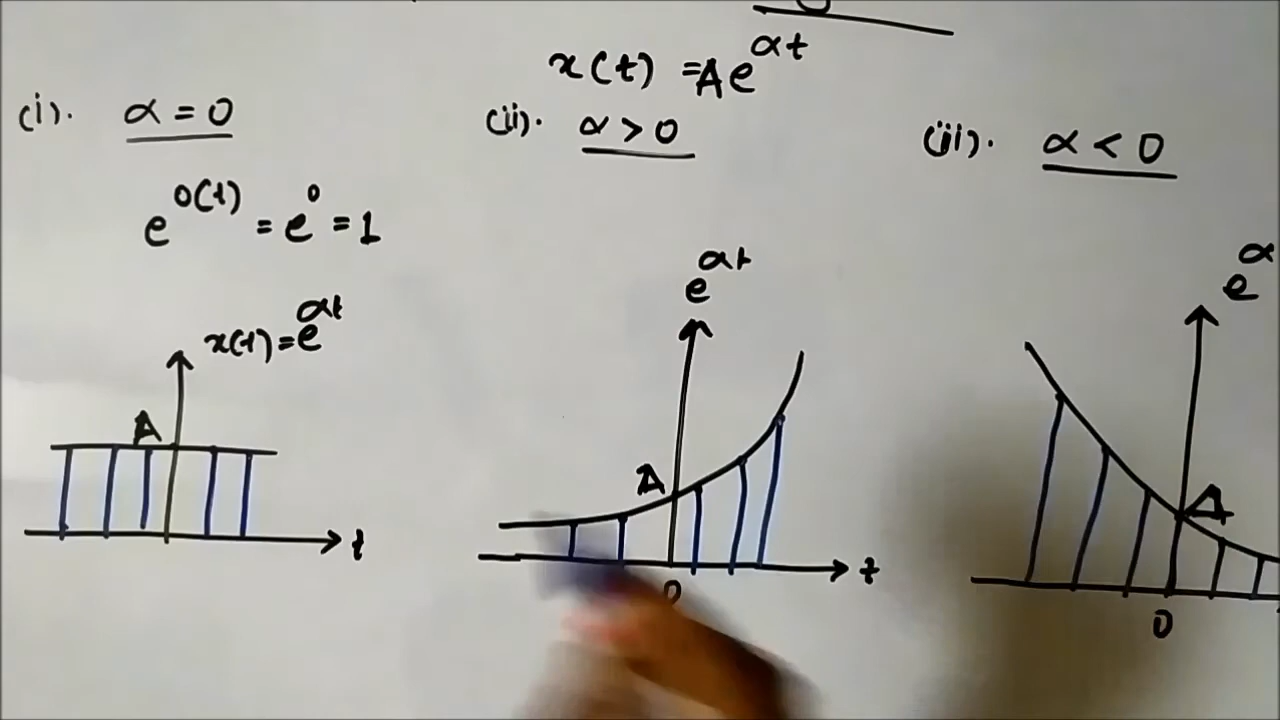 x(t) = Ae^αt
(i). α = 0
e^0(t) = e^0 = 1
x(t) = e^αt
A
t
(ii). α > 0
e^αt
A
0
t
(iii). α < 0
e^α
A
0